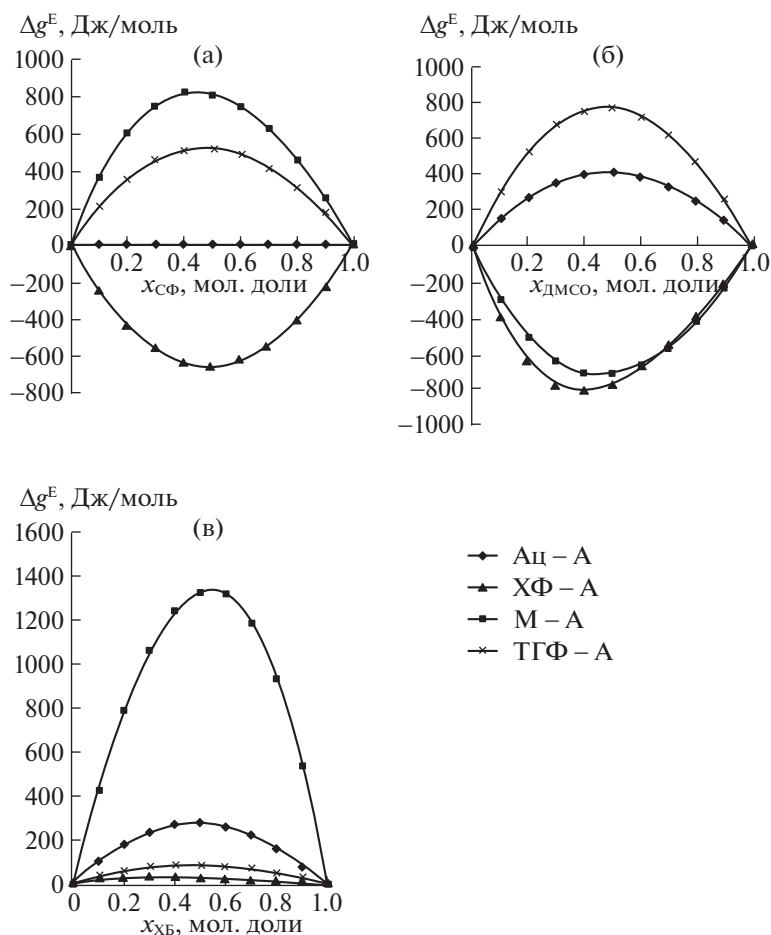 Δg^E, Дж/моль
(а)
1000
800
600
400
200
0
−200
−400
−600
−800
0.2 0.4 0.6 0.8 1.0
x_СФ, мол. доли
Δg^E, Дж/моль
(б)
1000
800
600
400
200
0
−200
−400
−600
−800
−1000
0.2 0.4 0.6 0.8 1.0
x_ДМСО, мол. доли
Δg^E, Дж/моль
(в)
1600
1400
1200
1000
800
600
400
200
0
0 0.2 0.4 0.6 0.8 1.0
x_ХБ, мол. доли
Ац – А
ХФ – А
М – А
ТГФ – А